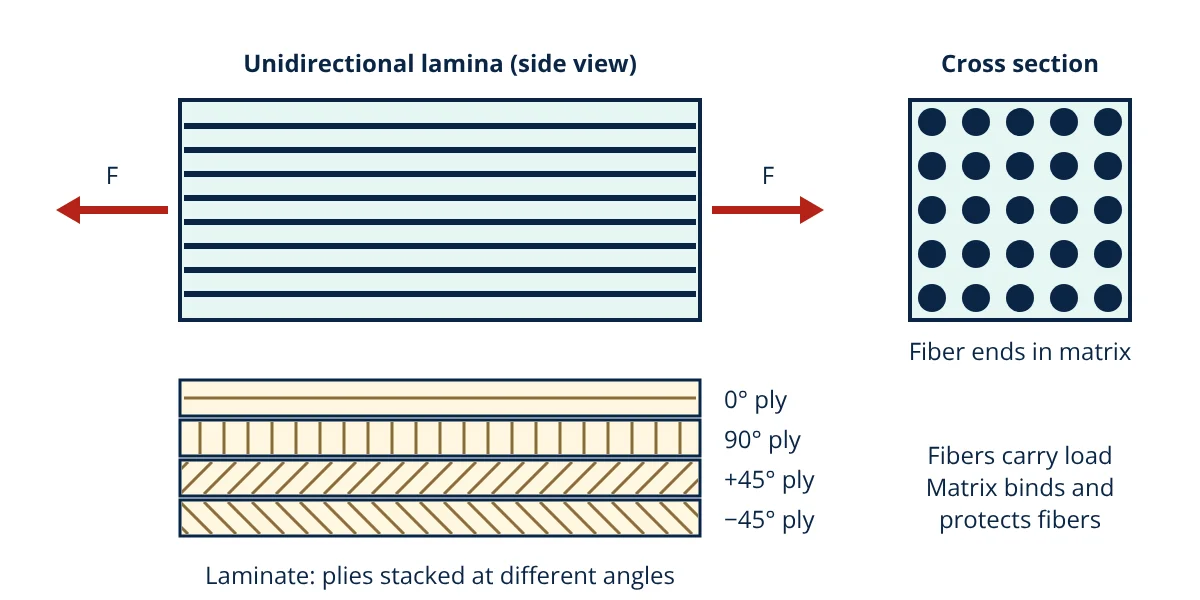 Unidirectional lamina (side view)
Cross section
F
F
Fiber ends in matrix
0° ply
90° ply
+45° ply
−45° ply
Fibers carry load
Matrix binds and
protects fibers
Laminate: plies stacked at different angles